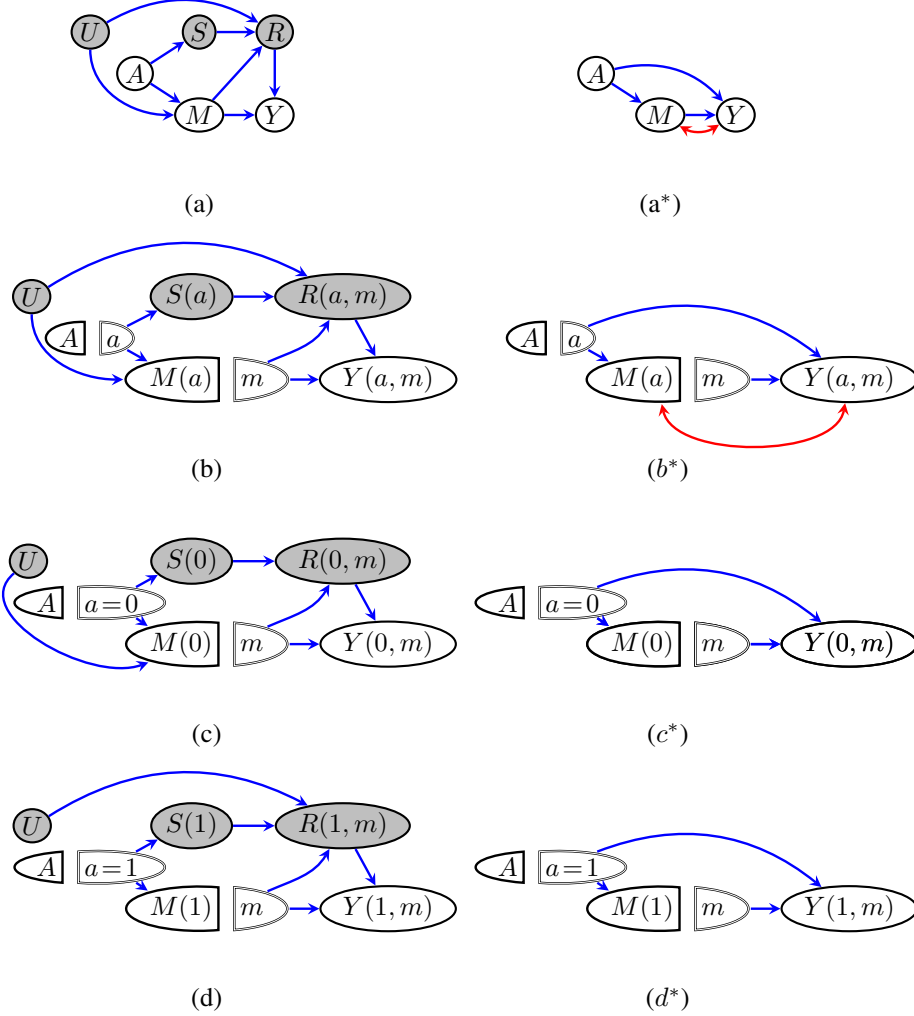 U S R
A
M Y
A
M Y
(a) (a*)
U S(a) R(a, m)
A a
M(a) m Y(a, m)
A a
M(a) m Y(a, m)
(b) (b*)
U S(0) R(0, m)
A a=0
M(0) m Y(0, m)
A a=0
M(0) m Y(0, m)
(c) (c*)
U S(1) R(1, m)
A a=1
M(1) m Y(1, m)
A a=1
M(1) m Y(1, m)
(d) (d*)